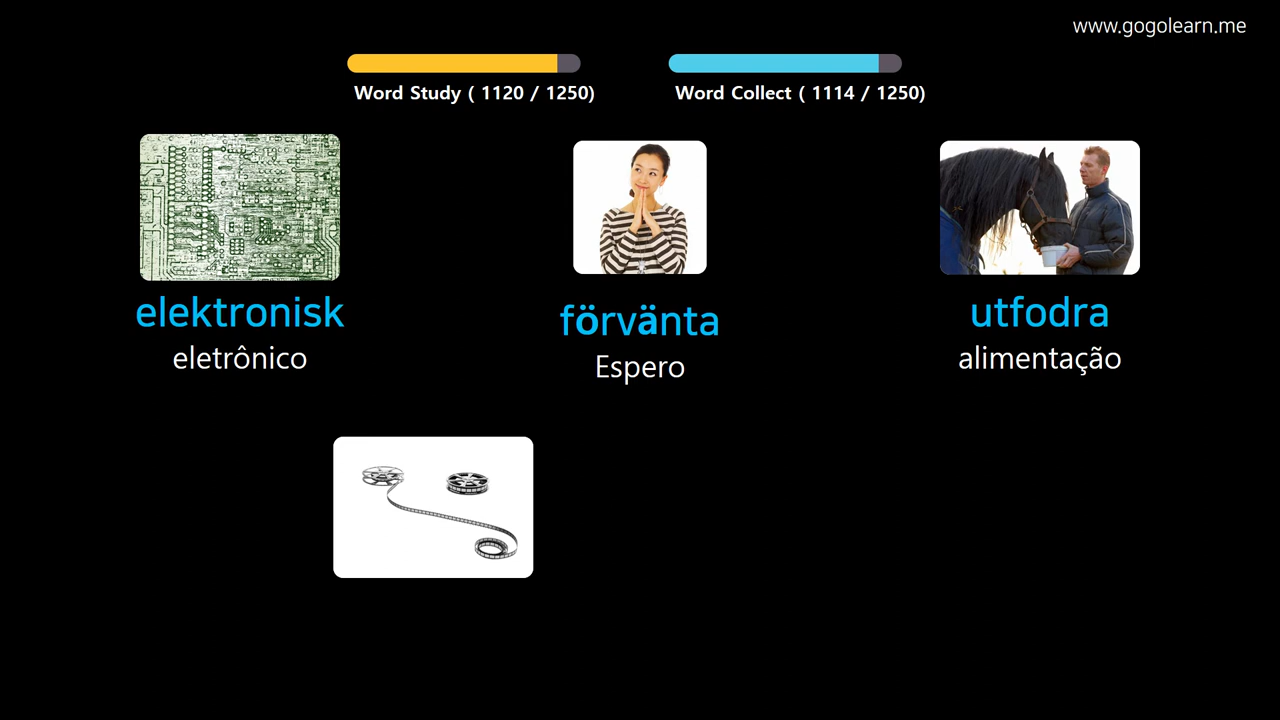 www.gogolearn.me
Word Study ( 1120 / 1250)
Word Collect ( 1114 / 1250)
elektronisk
eletrônico
förvänta
Espero
utfodra
alimentação